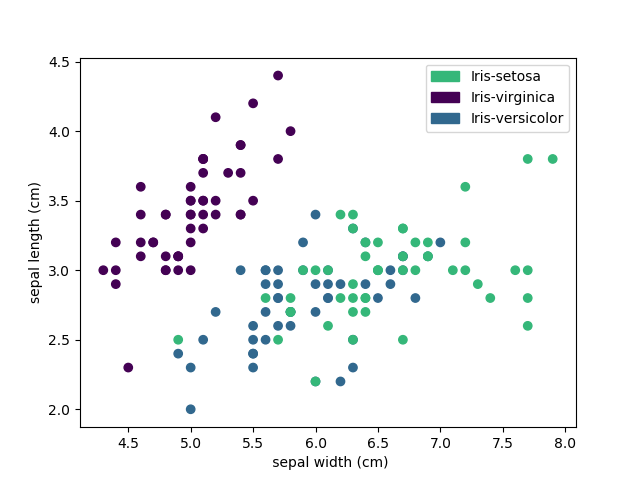 4.5
4.0
3.5
3.0
2.5
2.0
sepal length (cm)
Iris-setosa
Iris-virginica
Iris-versicolor
4.5 5.0 5.5 6.0 6.5 7.0 7.5 8.0
sepal width (cm)